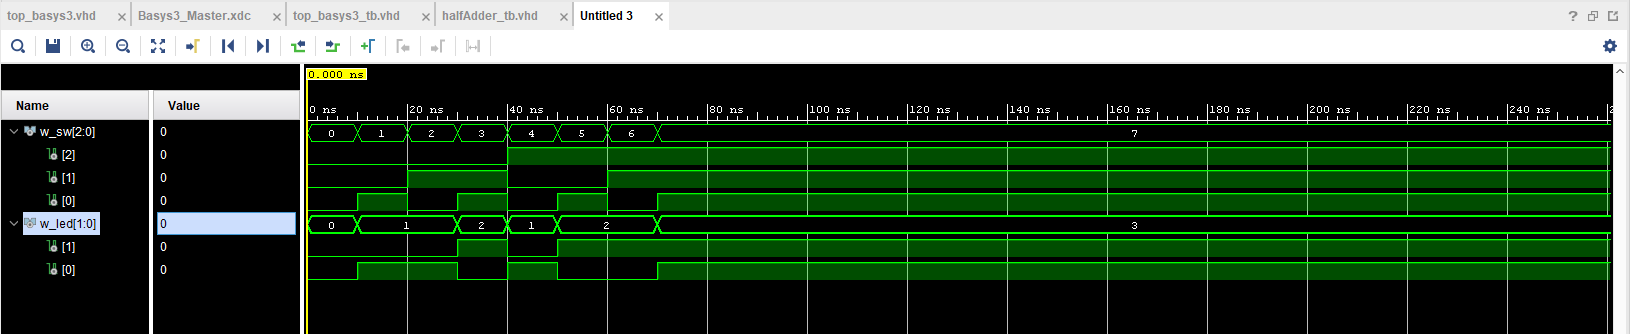 top_basys3.vhd × Basys3_Master.xdc × top_basys3_tb.vhd × halfAdder_tb.vhd × Untitled 3 × ?
0.000 ns
Name Value 0 ns 20 ns 40 ns 60 ns 80 ns 100 ns 120 ns 140 ns 160 ns 180 ns 200 ns 220 ns 240 ns
w_sw[2:0] 0 0 1 2 3 4 5 6 7
[2] 0
[1] 0
[0] 0
w_led[1:0] 0 0 1 2 1 2 3
[1] 0
[0] 0